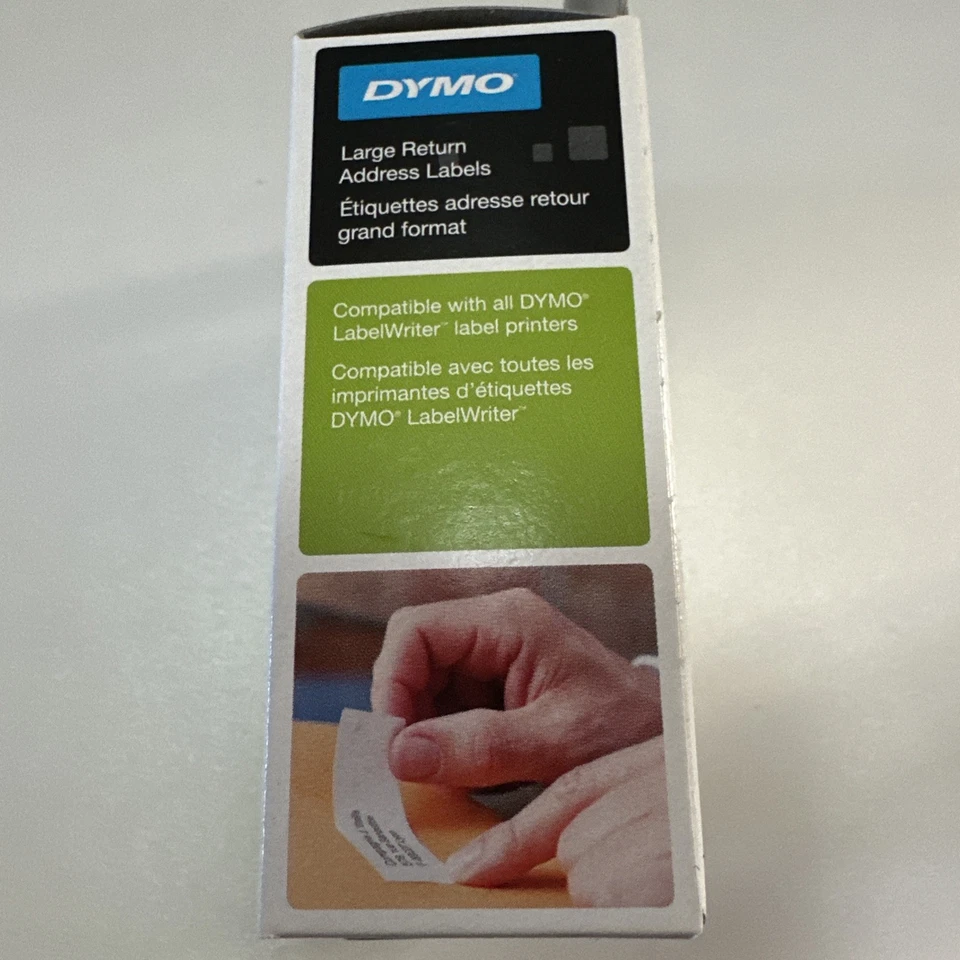 DYMO
Large Return
Address Labels
Étiquettes adresse retour
grand format
Compatible with all DYMO®
LabelWriter™ label printers
Compatible avec toutes les
imprimantes d'étiquettes
DYMO® LabelWriter™